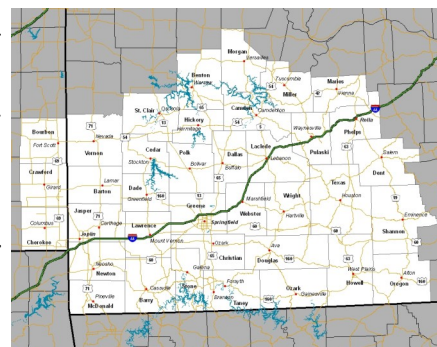 Morgan
Versailles
Benton
Warsaw
Miller
Tuscumbia
Maries
Vienna
St. Clair
Osceola
Camden
Camdenton
Hickory
Hermitage
Bourbon
Fort Scott
Vernon
Nevada
Cedar
Stockton
Polk
Bolivar
Dallas
Buffalo
Laclede
Lebanon
Pulaski
Waynesville
Phelps
Rolla
Crawford
Girard
Barton
Lamar
Dade
Greenfield
Greene
Springfield
Webster
Marshfield
Wright
Hartville
Texas
Houston
Dent
Salem
Shannon
Eminence
Cherokee
Columbus
Jasper
Carthage
Joplin
Lawrence
Mount Vernon
Christian
Ozark
Douglas
Ava
Newton
Neosho
McDonald
Pineville
Barry
Cassville
Stone
Galena
Taney
Forsyth
Branson
Ozark
Gainesville
Howell
West Plains
Oregon
Alton